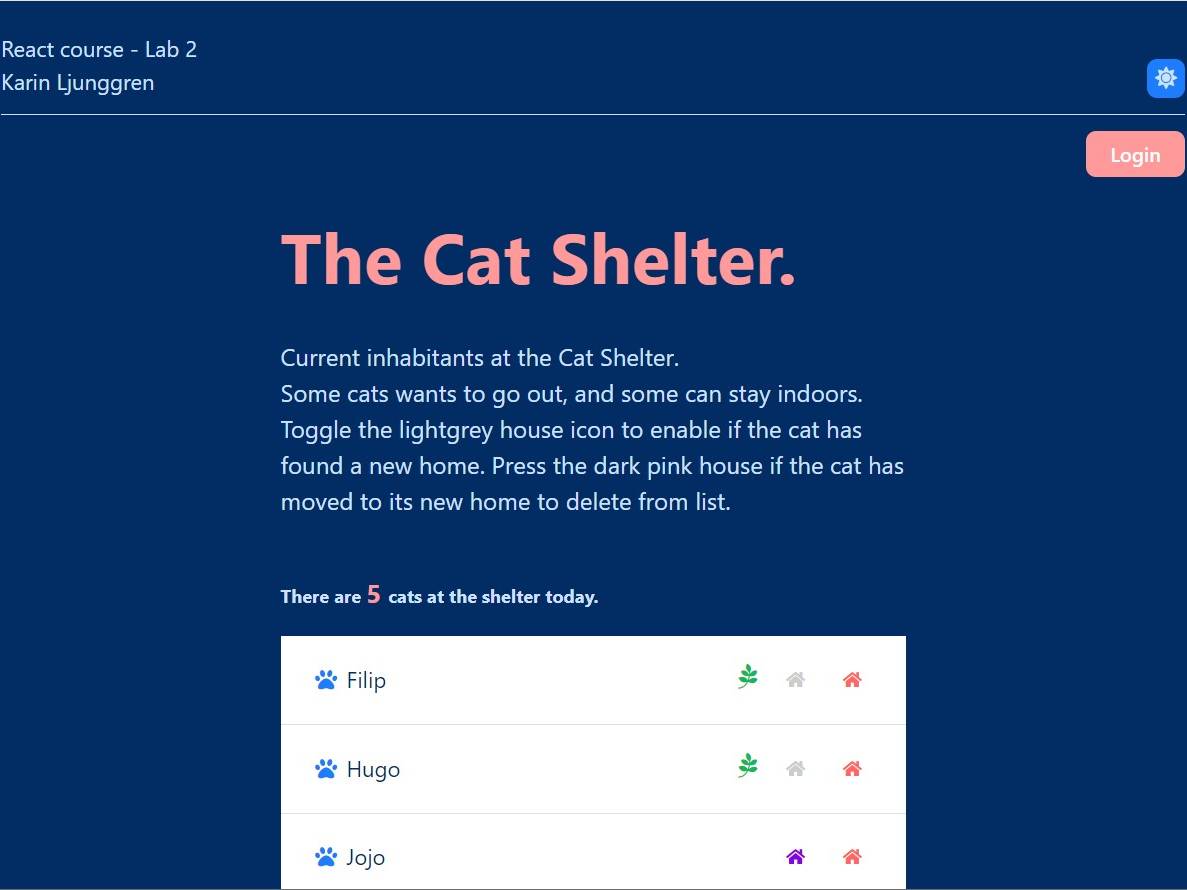 React course - Lab 2
Karin Ljunggren
Login
The Cat Shelter.
Current inhabitants at the Cat Shelter.
Some cats wants to go out, and some can stay indoors.
Toggle the lightgrey house icon to enable if the cat has
found a new home. Press the dark pink house if the cat has
moved to its new home to delete from list.
There are 5 cats at the shelter today.
Filip
Hugo
Jojo